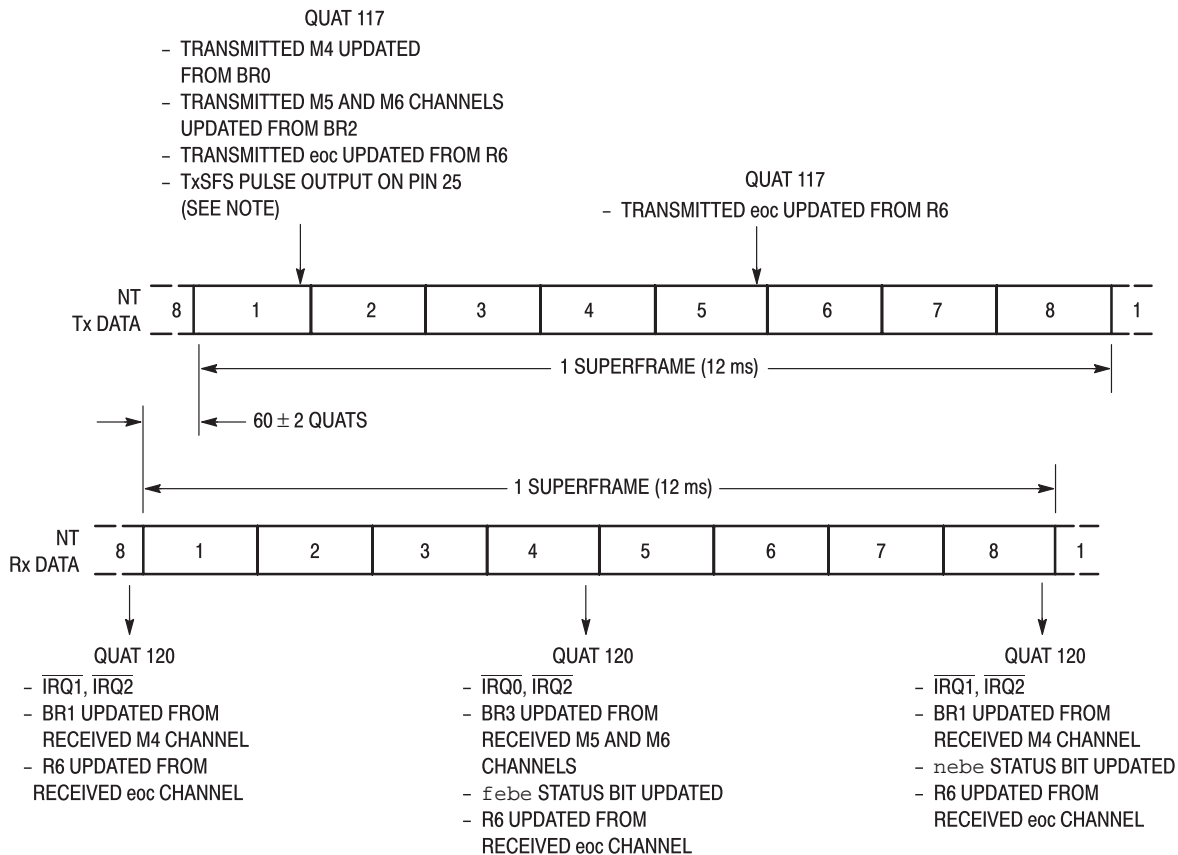 QUAT 117
– TRANSMITTED M4 UPDATED
FROM BR0
– TRANSMITTED M5 AND M6 CHANNELS
UPDATED FROM BR2
– TRANSMITTED eoc UPDATED FROM R6
– TxSFS PULSE OUTPUT ON PIN 25
(SEE NOTE)
QUAT 117
– TRANSMITTED eoc UPDATED FROM R6
NT
Tx DATA
8 1 2 3 4 5 6 7 8 1
1 SUPERFRAME (12 ms)
60 ± 2 QUATS
1 SUPERFRAME (12 ms)
NT
Rx DATA
8 1 2 3 4 5 6 7 8 1
QUAT 120
– IRQ1, IRQ2
– BR1 UPDATED FROM
RECEIVED M4 CHANNEL
– R6 UPDATED FROM
RECEIVED eoc CHANNEL
QUAT 120
– IRQ0, IRQ2
– BR3 UPDATED FROM
RECEIVED M5 AND M6
CHANNELS
– febe STATUS BIT UPDATED
– R6 UPDATED FROM
RECEIVED eoc CHANNEL
QUAT 120
– IRQ1, IRQ2
– BR1 UPDATED FROM
RECEIVED M4 CHANNEL
– nebe STATUS BIT UPDATED
– R6 UPDATED FROM
RECEIVED eoc CHANNEL